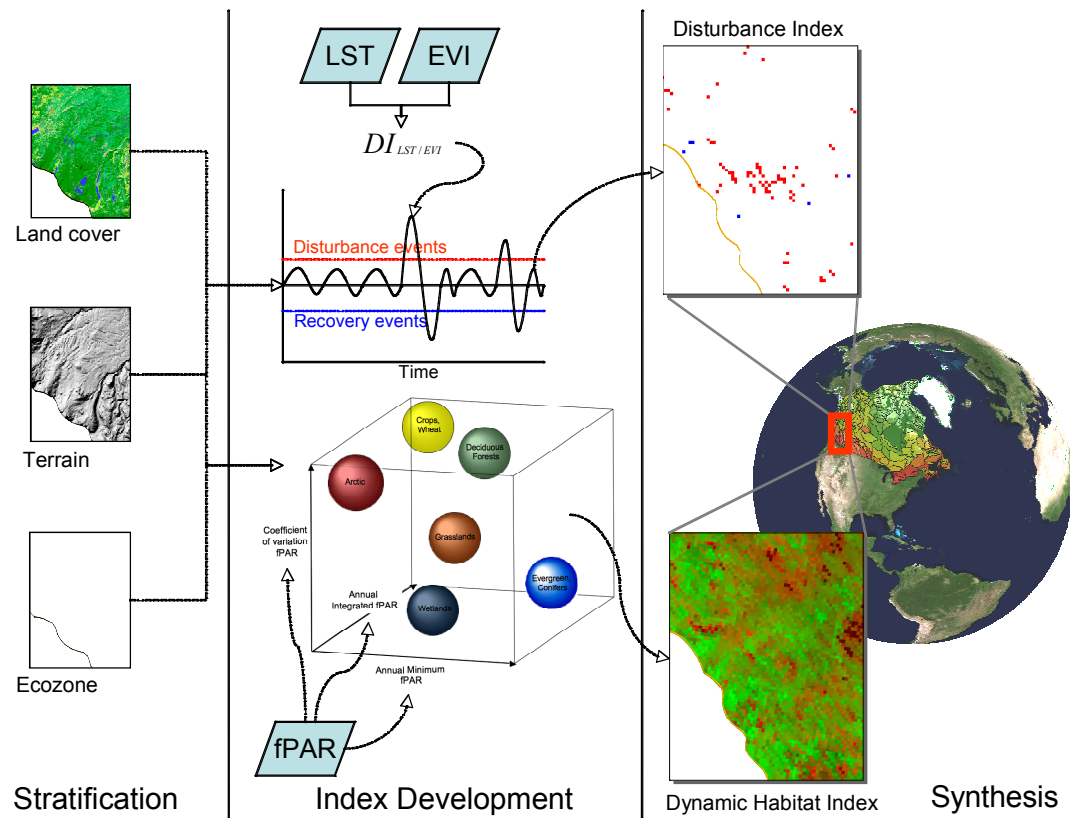 Land cover
Terrain
Ecozone
Stratification
LST
EVI
DI LST / EVI
Disturbance events
Recovery events
Time
Crops,
Wheat
Deciduous
Forests
Arctic
Grasslands
Evergreen,
Conifers
Wetlands
Coefficient
of variation
fPAR
Annual
Integrated fPAR
Annual Minimum
fPAR
fPAR
Index Development
Disturbance Index
Dynamic Habitat Index
Synthesis